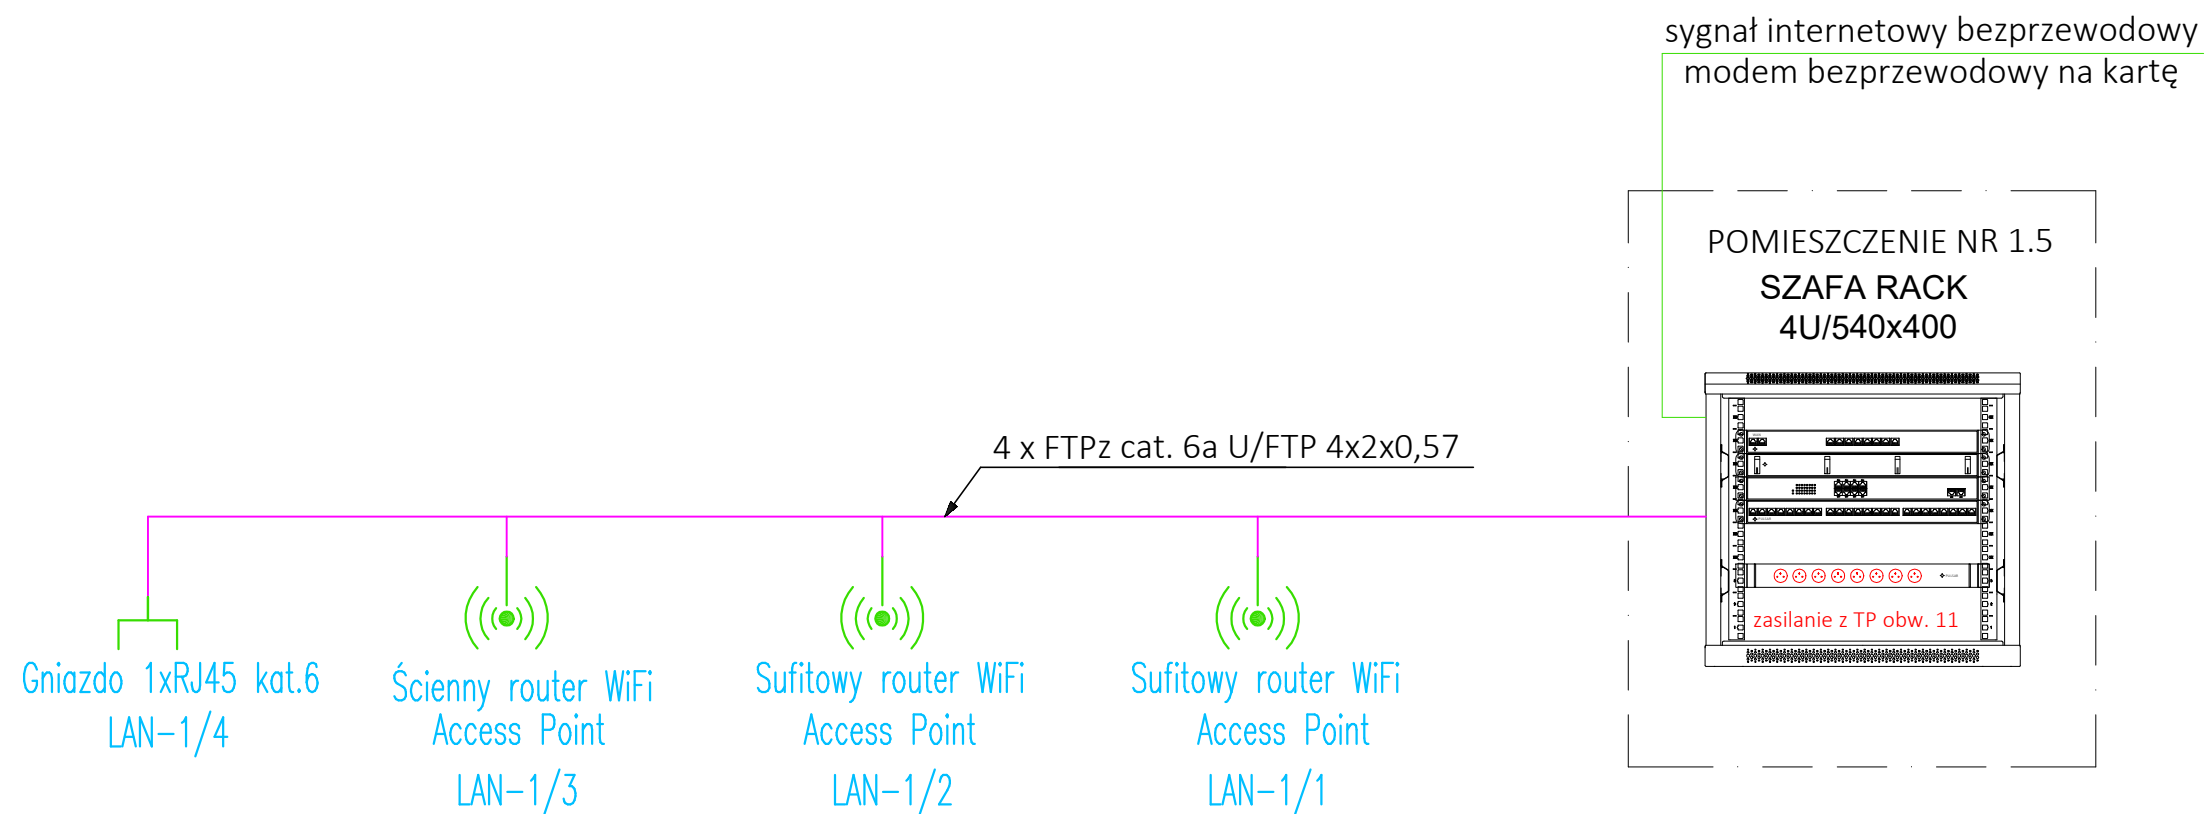 sygnał internetowy bezprzewodowy
modem bezprzewodowy na kartę
POMIESZCZENIE NR 1.5
SZAFA RACK
4U/540x400
4 x FTPz cat. 6a U/FTP 4x2x0,57
zasilanie z TP obw. 11
Gniazdo 1xRJ45 kat.6
LAN-1/4
Ścienny router WiFi
Access Point
LAN-1/3
Sufitowy router WiFi
Access Point
LAN-1/2
Sufitowy router WiFi
Access Point
LAN-1/1